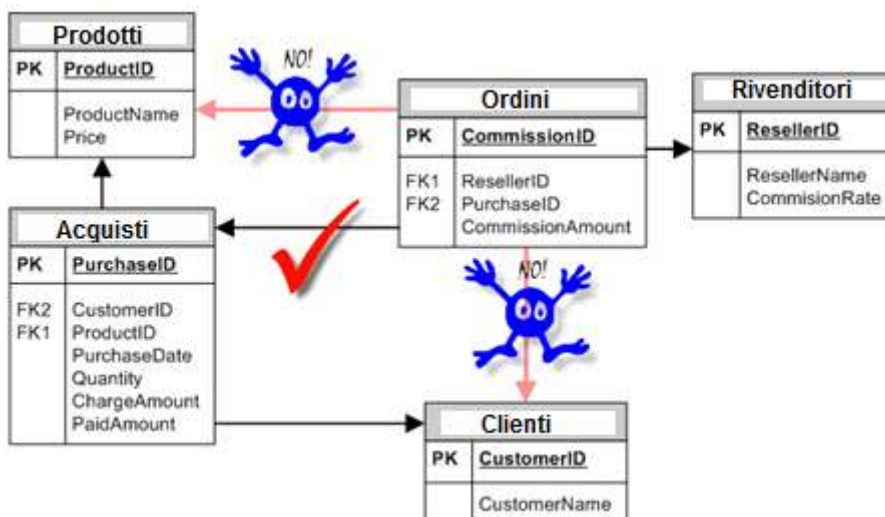 Prodotti
PK ProductID
ProductName
Price
NO!
Ordini
PK CommissionID
FK1 ResellerID
FK2 PurchaseID
CommissionAmount
Rivenditori
PK ResellerID
ResellerName
CommisionRate
Acquisti
PK PurchaseID
FK2 CustomerID
FK1 ProductID
PurchaseDate
Quantity
ChargeAmount
PaidAmount
NO!
Clienti
PK CustomerID
CustomerName